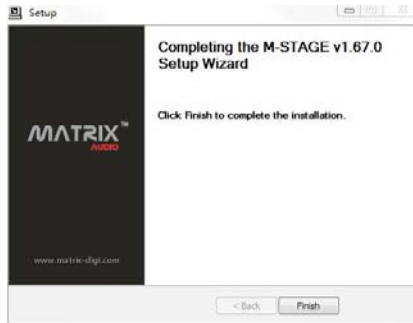 Setup
Completing the M-STAGE v1.67.0
Setup Wizard
Click Finish to complete the installation.
MATRIX™
AUDIO
www.matrix-digi.com
< Back
Finish